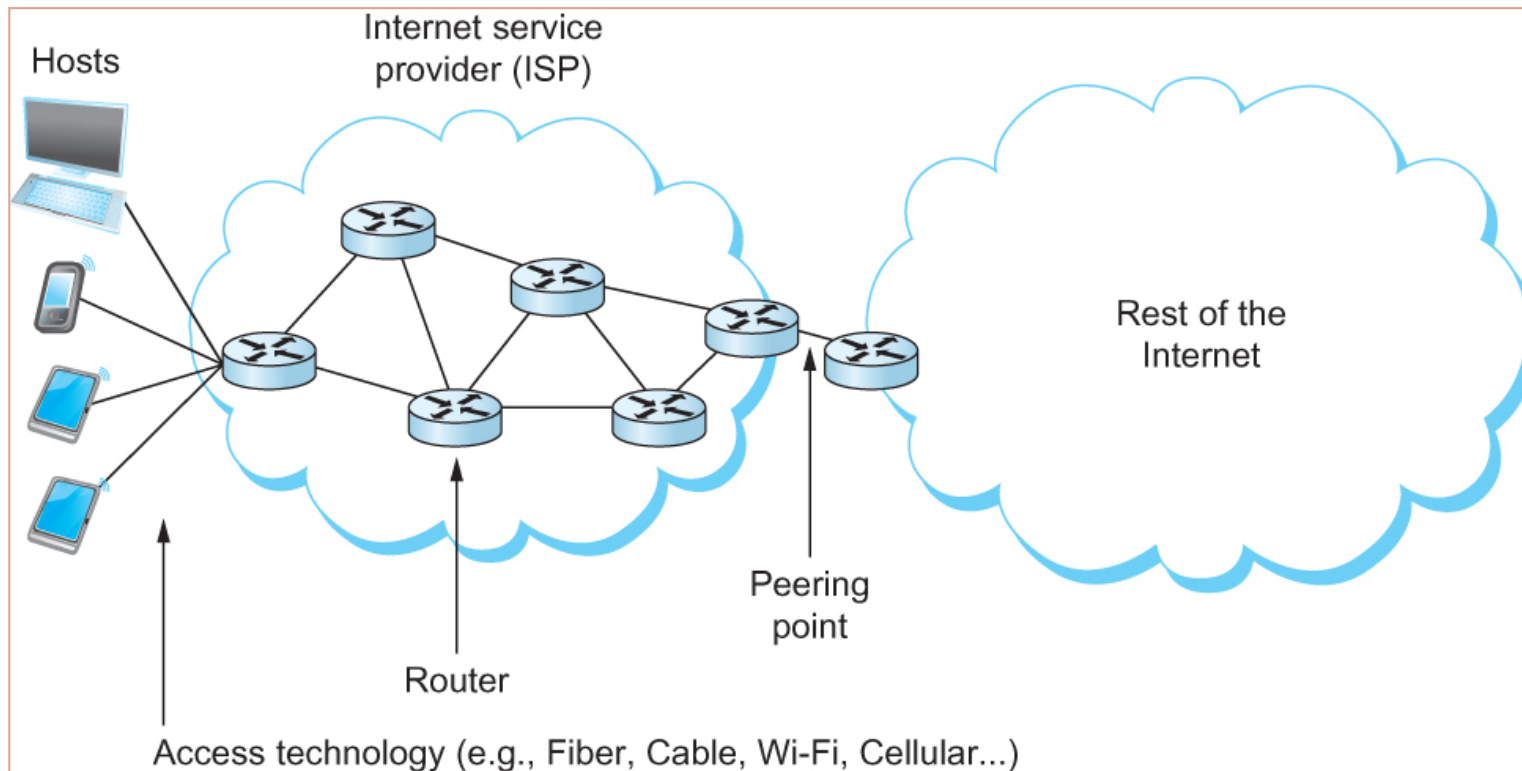 Hosts
Internet service
provider (ISP)
Rest of the
Internet
Peering
point
Router
Access technology (e.g., Fiber, Cable, Wi-Fi, Cellular...)